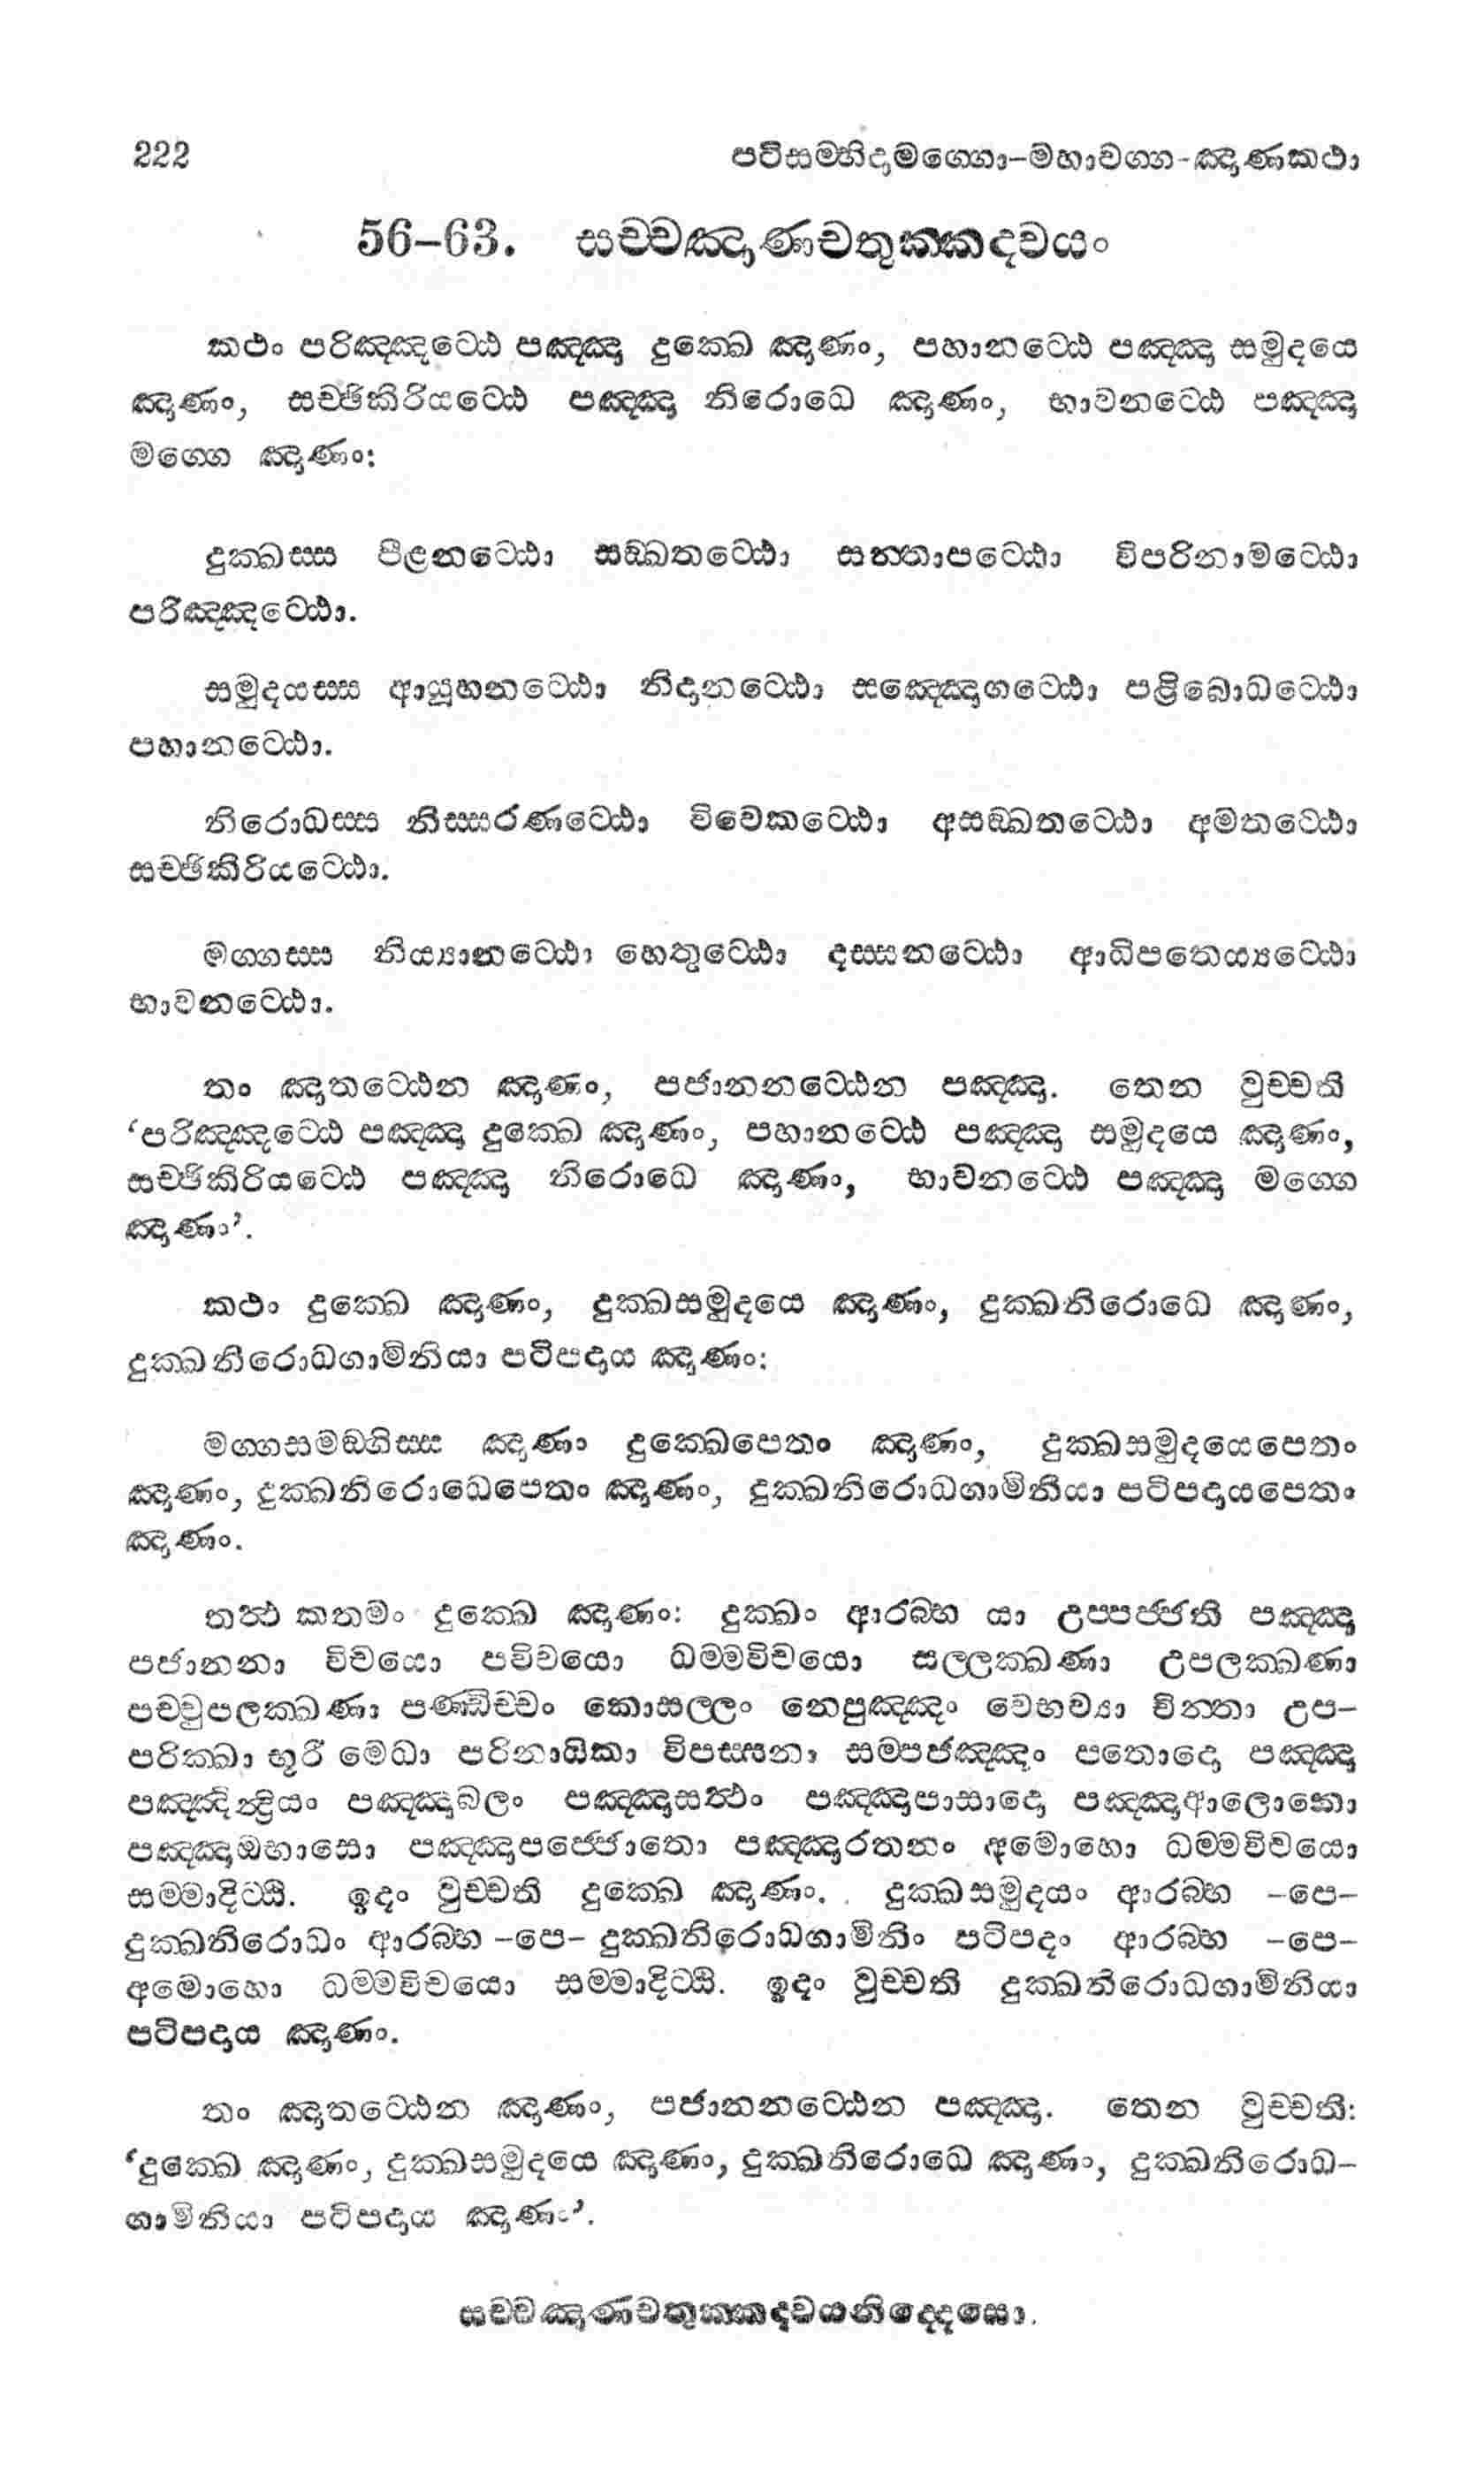 222 පටිසම්භිදාමග්ගො-මහාවග්ග-ඤාණකථා
56-63. සච්චඤාණචතුක්කද්වයං
කථං පරිඤ්ඤට්ඨෙ පඤ්ඤා දුක්ඛෙ ඤාණං, පහානට්ඨෙ පඤ්ඤා සමුදයෙ
ඤාණං, සච්ඡිකිරියට්ඨෙ පඤ්ඤා නිරොධෙ ඤාණං, භාවනට්ඨෙ පඤ්ඤා
මග්ගෙ ඤාණං:
දුක්ඛස්ස පීළනට්ඨො සඞ්ඛතට්ඨො සන්තාපට්ඨො විපරිනාමට්ඨො
පරිඤ්ඤට්ඨො.
සමුදයස්ස ආයූහනට්ඨො නිදානට්ඨො සඤ්ඤොගට්ඨො පළිබොධට්ඨො
පහානට්ඨො.
නිරොධස්ස නිස්සරණට්ඨො විවෙකට්ඨො අසඞ්ඛතට්ඨො අමතට්ඨො
සච්ඡිකිරියට්ඨො.
මග්ගස්ස නිය්‍යානට්ඨො හෙතුට්ඨො දස්සනට්ඨො ආධිපතෙය්‍යට්ඨො
භාවනට්ඨො.
තං ඤාතට්ඨෙන ඤාණං, පජානනට්ඨෙන පඤ්ඤා. තෙන වුච්චති
‘පරිඤ්ඤට්ඨෙ පඤ්ඤා දුක්ඛෙ ඤාණං, පහානට්ඨෙ පඤ්ඤා සමුදයෙ ඤාණං,
සච්ඡිකිරියට්ඨෙ පඤ්ඤා නිරොධෙ ඤාණං, භාවනට්ඨෙ පඤ්ඤා මග්ගෙ
ඤාණං’.
කථං දුක්ඛෙ ඤාණං, දුක්ඛසමුදයෙ ඤාණං, දුක්ඛනිරොධෙ ඤාණං,
දුක්ඛනිරොධගාමිනියා පටිපදාය ඤාණං:
මග්ගසමඞ්ගිස්ස ඤාණං දුක්ඛෙපෙතං ඤාණං, දුක්ඛසමුදයෙපෙතං
ඤාණං, දුක්ඛනිරොධෙපෙතං ඤාණං, දුක්ඛනිරොධගාමිනියා පටිපදායපෙතං
ඤාණං.
තත්ථ කතමං දුක්ඛෙ ඤාණං: දුක්ඛං ආරබ්භ යා උප්පජ්ජති පඤ්ඤා
පජානනා විචයො පවිචයො ධම්මවිචයො සල්ලක්ඛණා උපලක්ඛණා
පච්චුපලක්ඛණා පණ්ඩිච්චං කොසල්ලං නෙපුඤ්ඤං වෙභව්‍යා චින්තා උප-
පරික්ඛා භූරි මෙධා පරිනායිකා විපස්සනා සම්පජඤ්ඤං පතොදො පඤ්ඤා
පඤ්ඤින්ද්‍රියං පඤ්ඤාබලං පඤ්ඤාසත්ථං පඤ්ඤාපාසාදො පඤ්ඤාආලොකො
පඤ්ඤාඔභාසො පඤ්ඤාපජ්ජොතො පඤ්ඤාරතනං අමොහො ධම්මවිචයො
සම්මාදිට්ඨි. ඉදං වුච්චති දුක්ඛෙ ඤාණං. දුක්ඛසමුදයං ආරබ්භ -පෙ-
දුක්ඛනිරොධං ආරබ්භ -පෙ- දුක්ඛනිරොධගාමිනිං පටිපදං ආරබ්භ -පෙ-
අමොහො ධම්මවිචයො සම්මාදිට්ඨි. ඉදං වුච්චති දුක්ඛනිරොධගාමිනියා
පටිපදාය ඤාණං.
තං ඤාතට්ඨෙන ඤාණං, පජානනට්ඨෙන පඤ්ඤා. තෙන වුච්චති:
‘දුක්ඛෙ ඤාණං, දුක්ඛසමුදයෙ ඤාණං, දුක්ඛනිරොධෙ ඤාණං, දුක්ඛනිරොධ-
ගාමිනියා පටිපදාය ඤාණං’.
සච්චඤාණචතුක්කද්වයනිද්දෙසො.